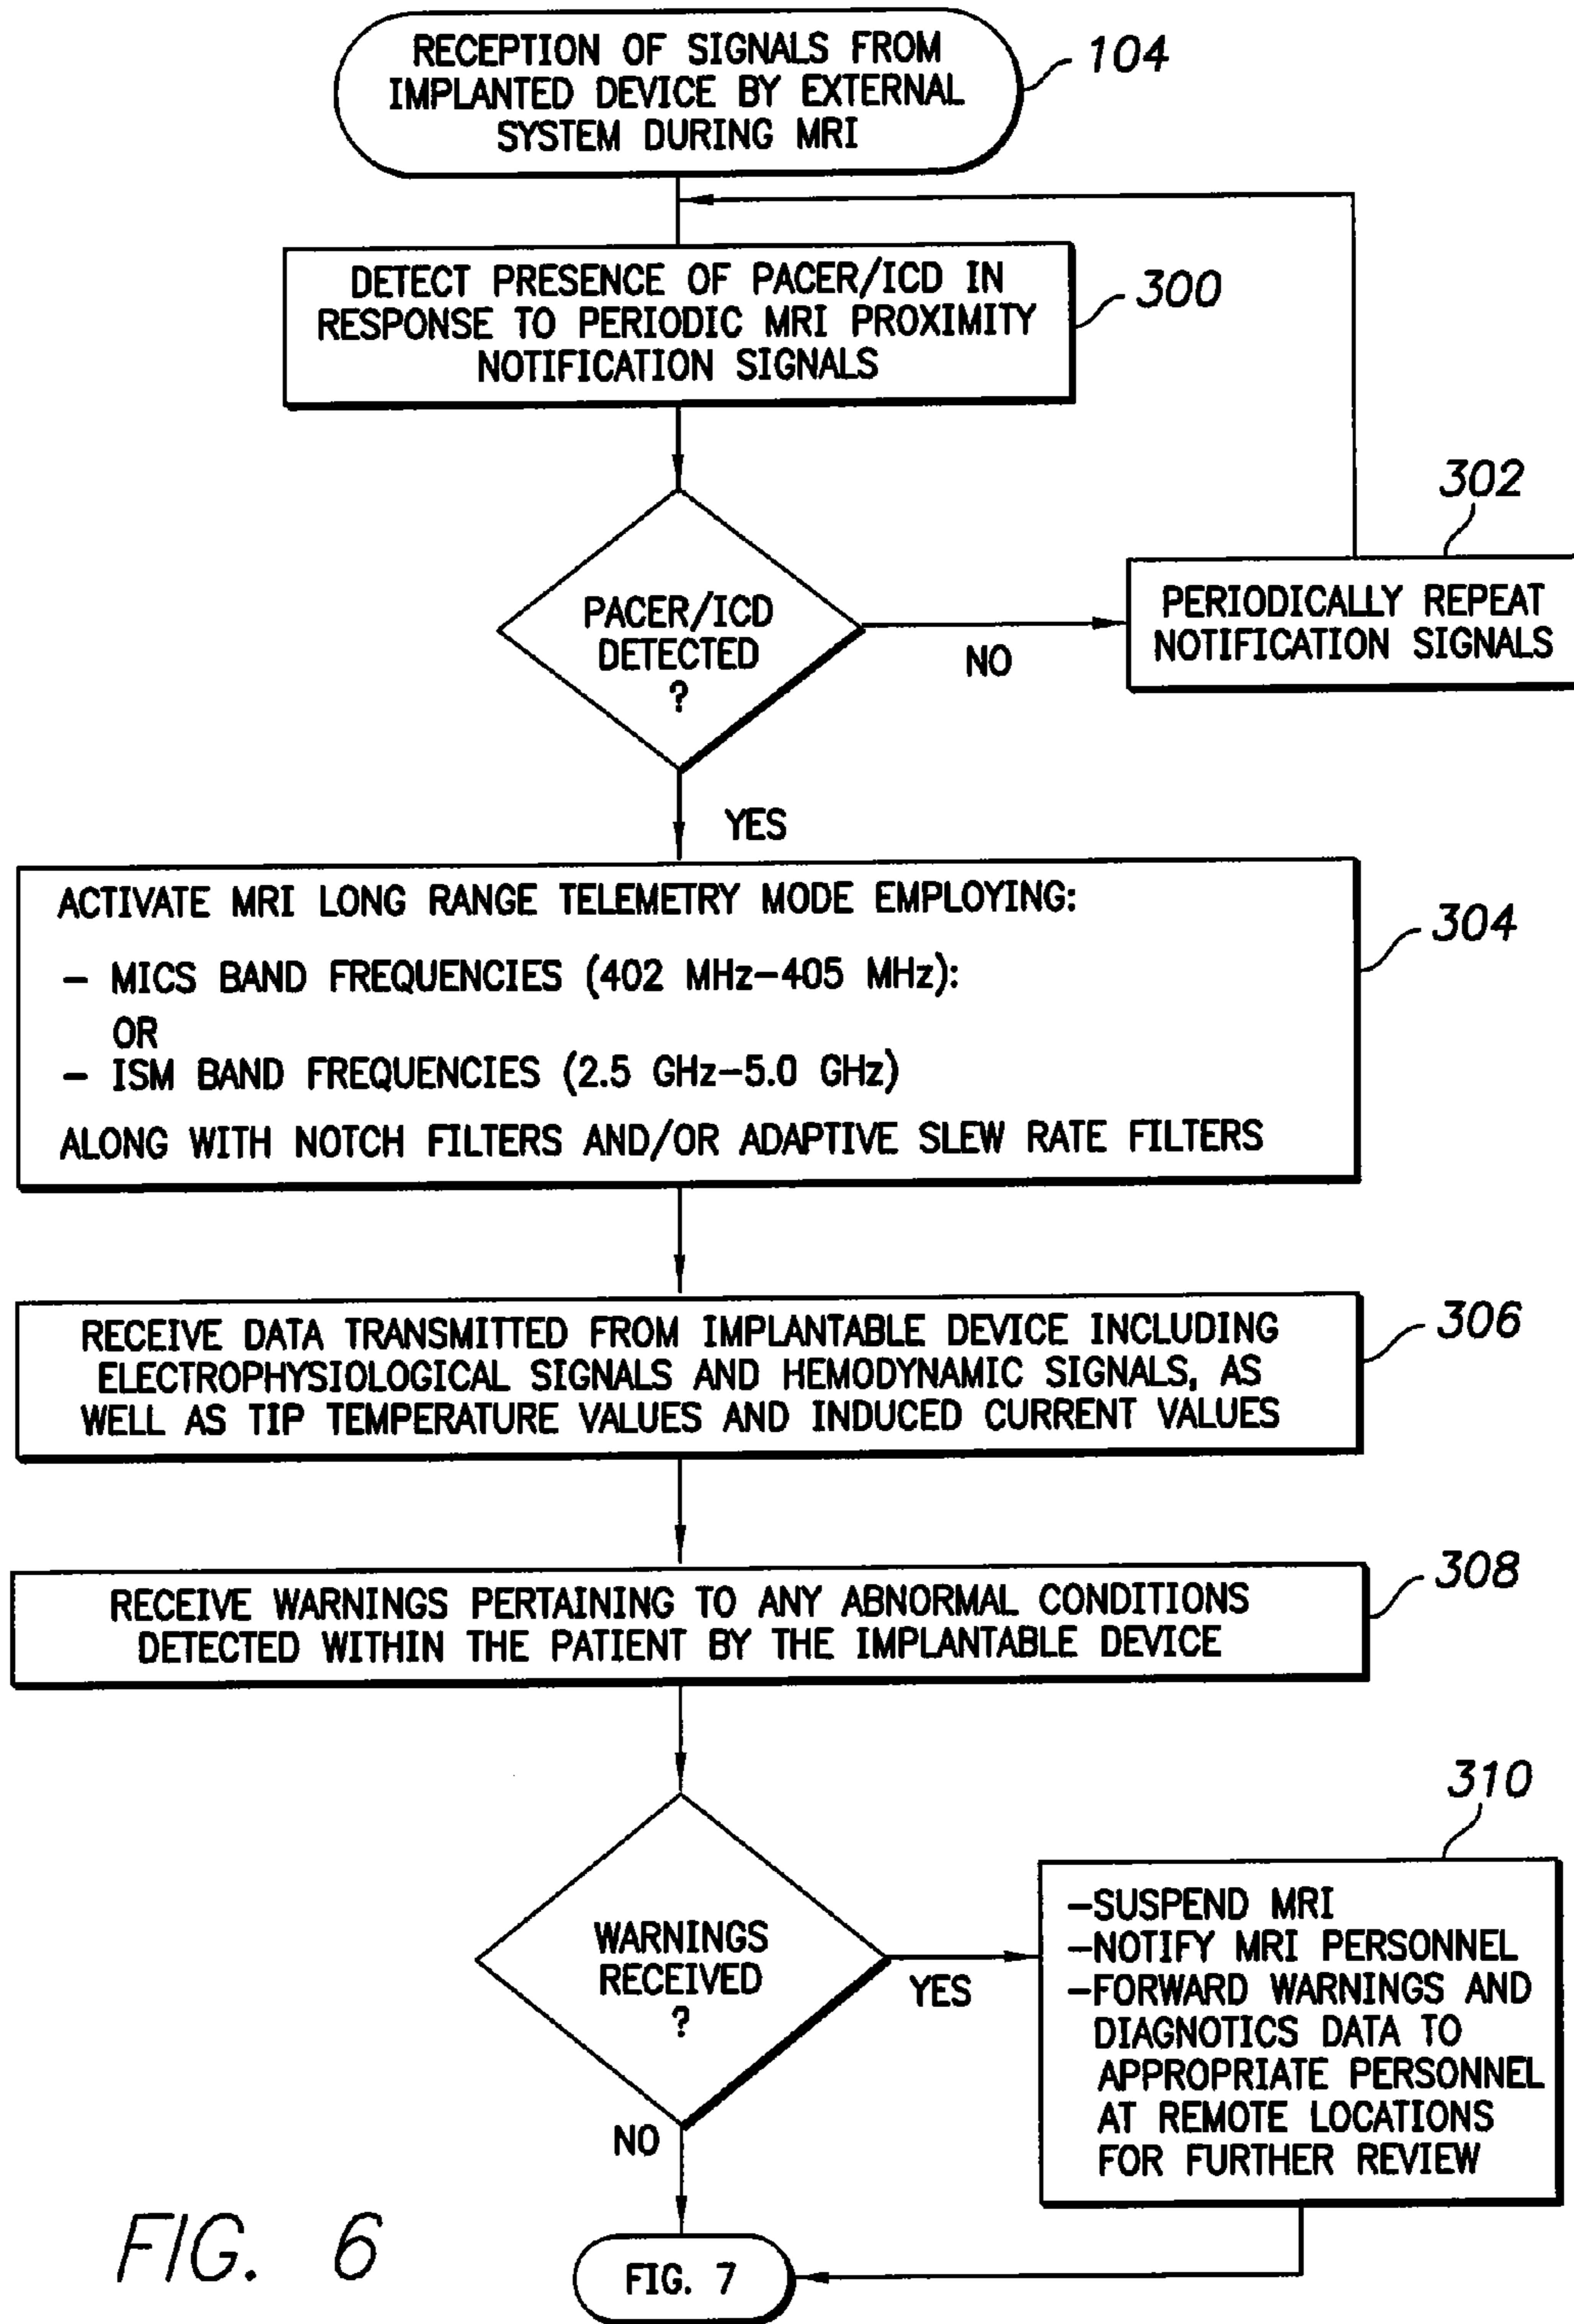 RECEPTION OF SIGNALS FROM
IMPLANTED DEVICE BY EXTERNAL
SYSTEM DURING MRI
104
DETECT PRESENCE OF PACER/ICD IN
RESPONSE TO PERIODIC MRI PROXIMITY
NOTIFICATION SIGNALS
300
302
PACER/ICD
DETECTED
?
NO
PERIODICALLY REPEAT
NOTIFICATION SIGNALS
YES
ACTIVATE MRI LONG RANGE TELEMETRY MODE EMPLOYING:
– MICS BAND FREQUENCIES (402 MHz–405 MHz):
OR
– ISM BAND FREQUENCIES (2.5 GHz–5.0 GHz)
ALONG WITH NOTCH FILTERS AND/OR ADAPTIVE SLEW RATE FILTERS
304
RECEIVE DATA TRANSMITTED FROM IMPLANTABLE DEVICE INCLUDING
ELECTROPHYSIOLOGICAL SIGNALS AND HEMODYNAMIC SIGNALS, AS
WELL AS TIP TEMPERATURE VALUES AND INDUCED CURRENT VALUES
306
RECEIVE WARNINGS PERTAINING TO ANY ABNORMAL CONDITIONS
DETECTED WITHIN THE PATIENT BY THE IMPLANTABLE DEVICE
308
310
WARNINGS
RECEIVED
?
YES
–SUSPEND MRI
–NOTIFY MRI PERSONNEL
–FORWARD WARNINGS AND
DIAGNOTICS DATA TO
APPROPRIATE PERSONNEL
AT REMOTE LOCATIONS
FOR FURTHER REVIEW
NO
FIG. 7
FIG. 6